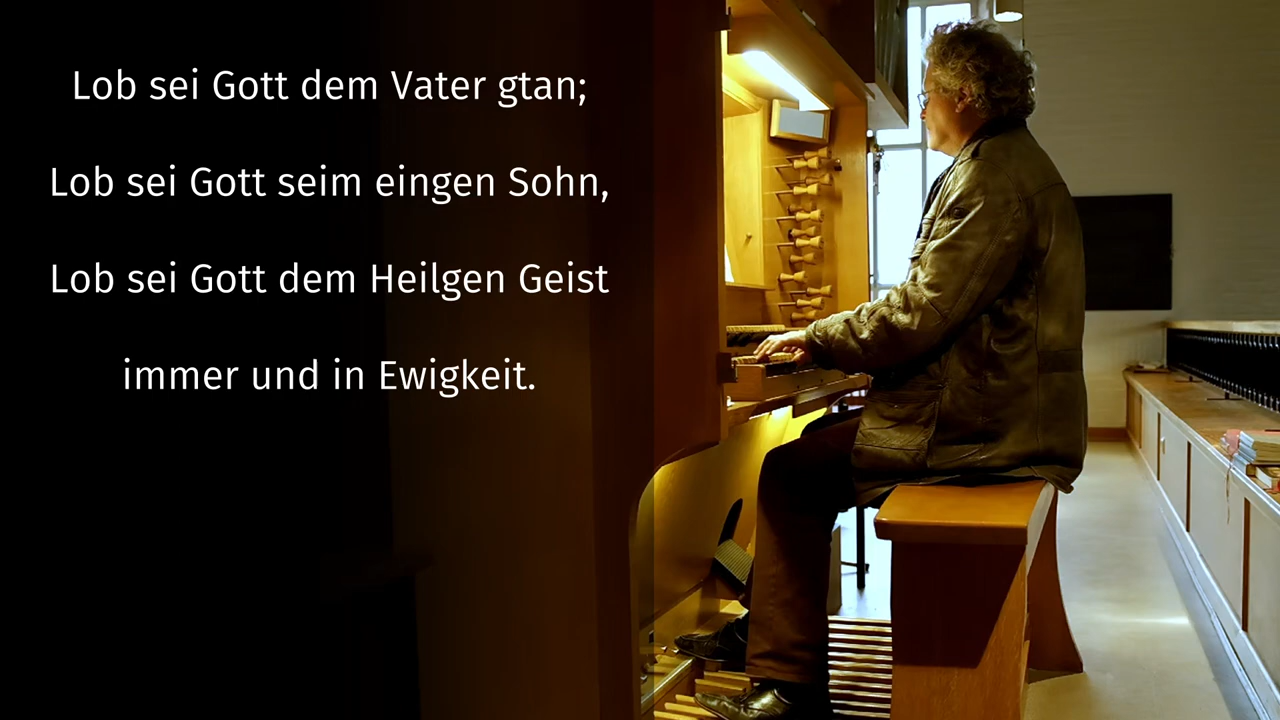 Lob sei Gott dem Vater gtan;
Lob sei Gott seim eingen Sohn,
Lob sei Gott dem Heilgen Geist
immer und in Ewigkeit.